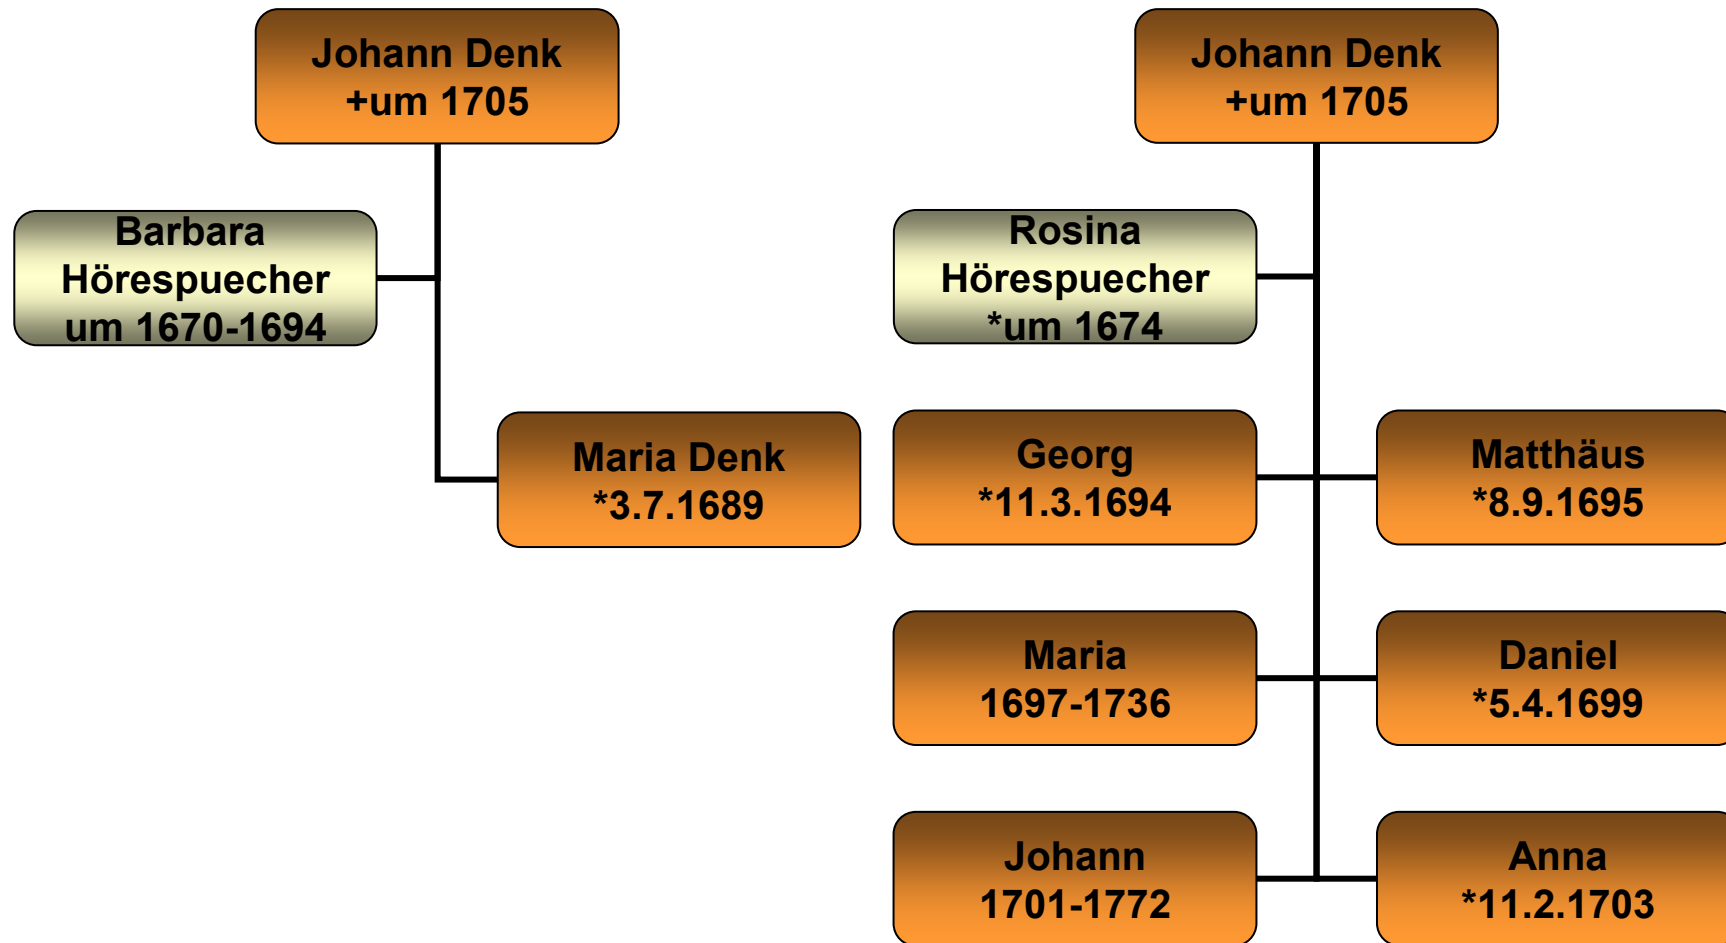 Johann Denk
+um 1705
Barbara
Hörespuecher
um 1670-1694
Maria Denk
*3.7.1689
Johann Denk
+um 1705
Rosina
Hörespuecher
*um 1674
Georg
*11.3.1694
Matthäus
*8.9.1695
Maria
1697-1736
Daniel
*5.4.1699
Johann
1701-1772
Anna
*11.2.1703